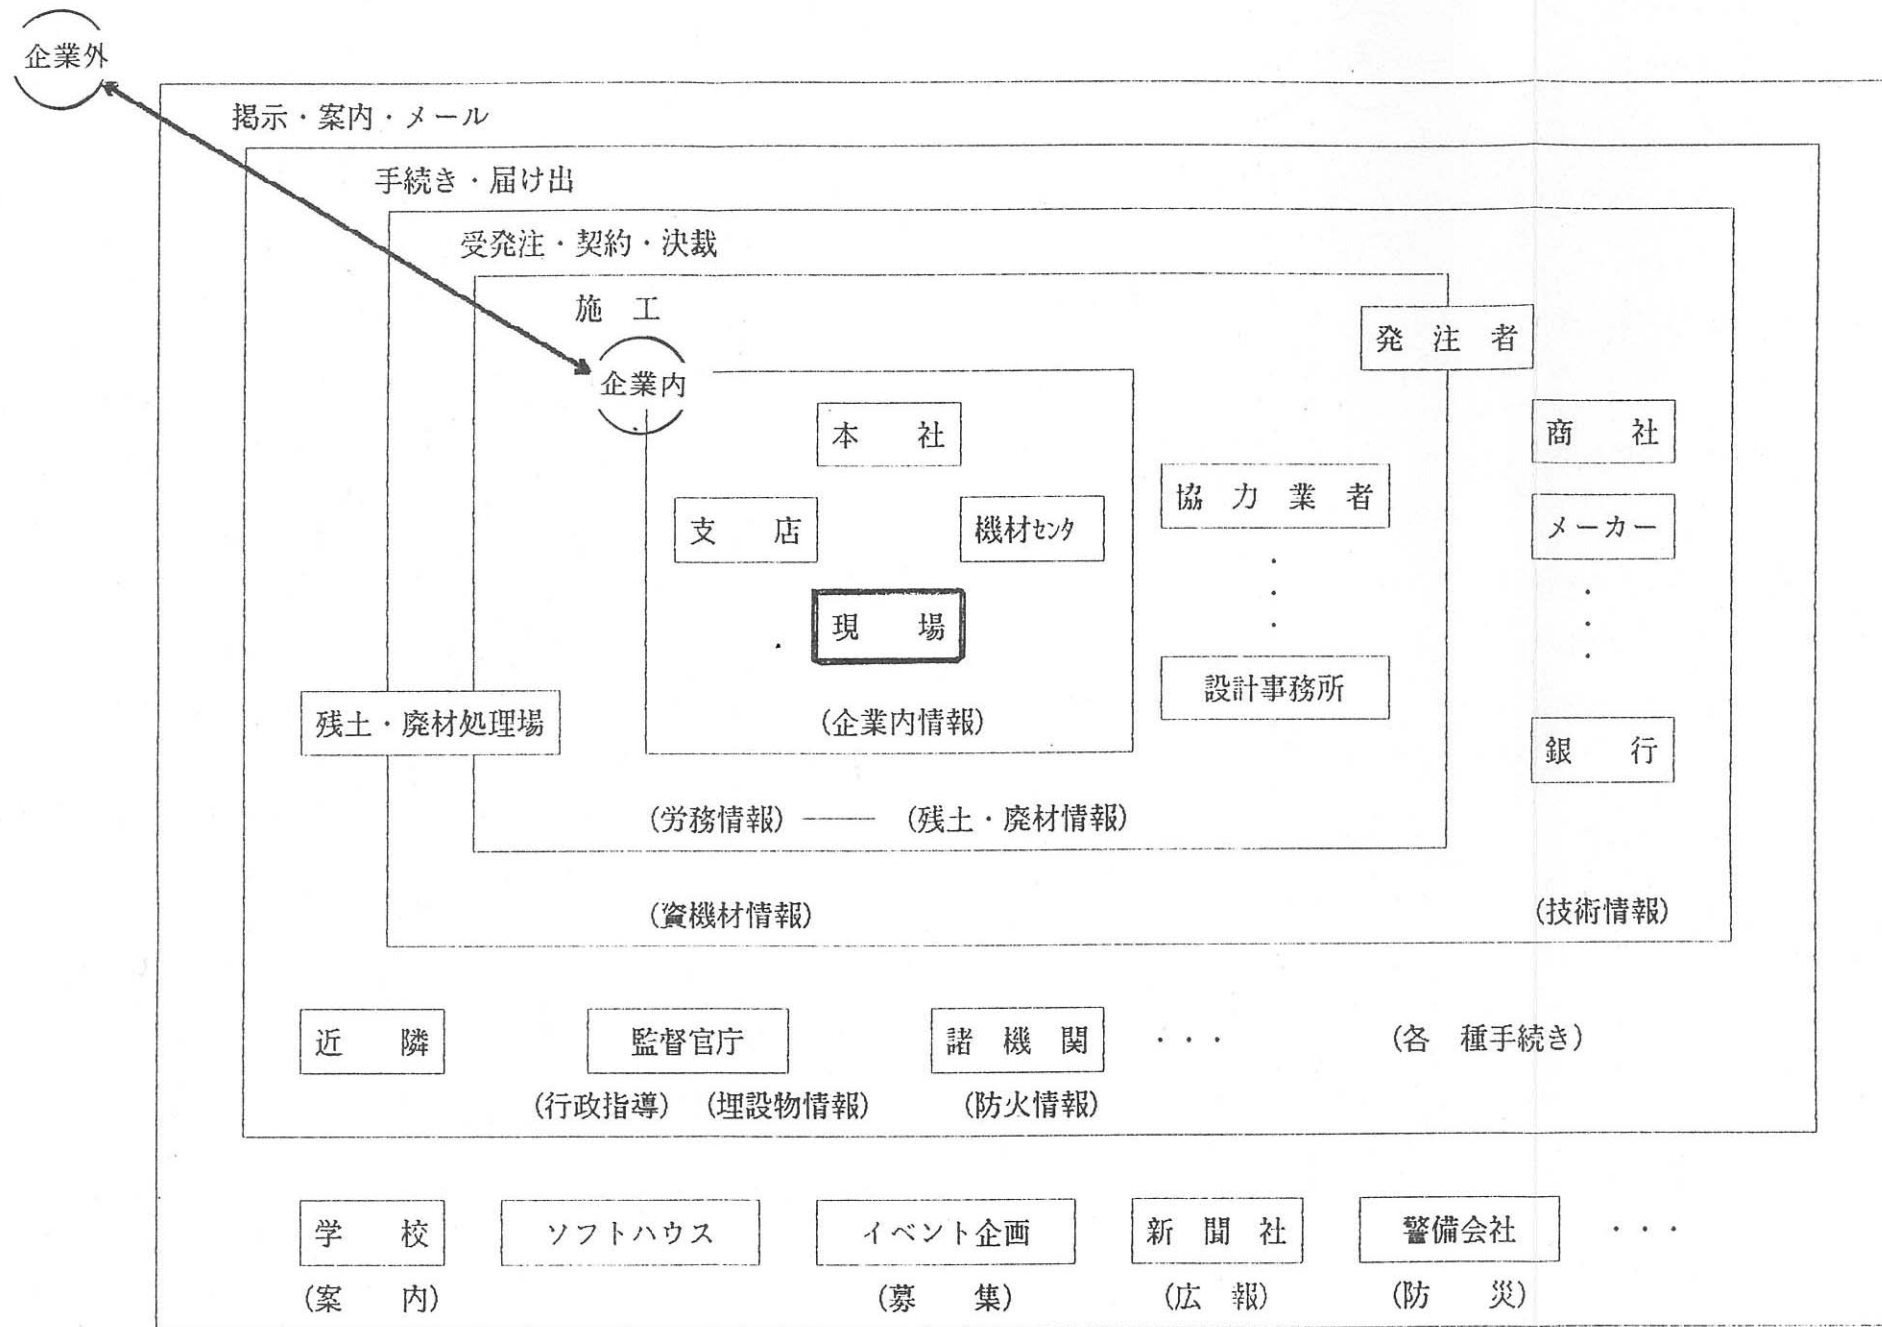 企業外
掲示・案内・メール
手続き・届け出
受発注・契約・決裁
施　工
発　注　者
企業内
本　　社
商　　社
協　力　業　者
支　　店
機材センタ
メーカー
・
・
・
現　　場
・
・
・
設計事務所
残土・廃材処理場
(企業内情報)
銀　　行
(労務情報) ―― (残土・廃材情報)
(資機材情報)
(技術情報)
近　　隣
監督官庁
諸　機　関
・・・
(各　種手続き)
(行政指導)
(埋設物情報)
(防火情報)
学　　校
ソフトハウス
イベント企画
新　聞　社
警備会社
・・・
(案　　内)
(募　　集)
(広　報)
(防　　災)